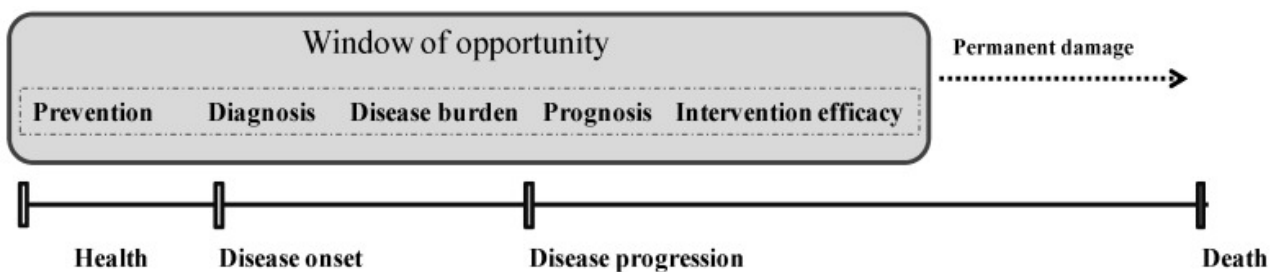 Window of opportunity
Permanent damage
Prevention Diagnosis Disease burden Prognosis Intervention efficacy
Health Disease onset Disease progression Death